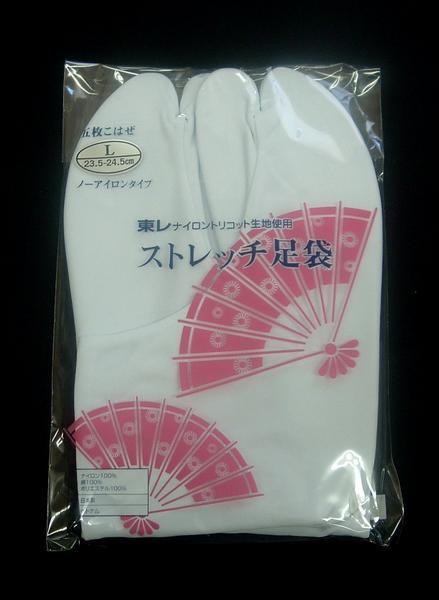 五枚こはぜ
L
23.5-24.5cm
ノーアイロンタイプ
東レナイロントリコット生地使用
ストレッチ足袋
ナイロン100%
綿100%
ポリエステル100%
日本製